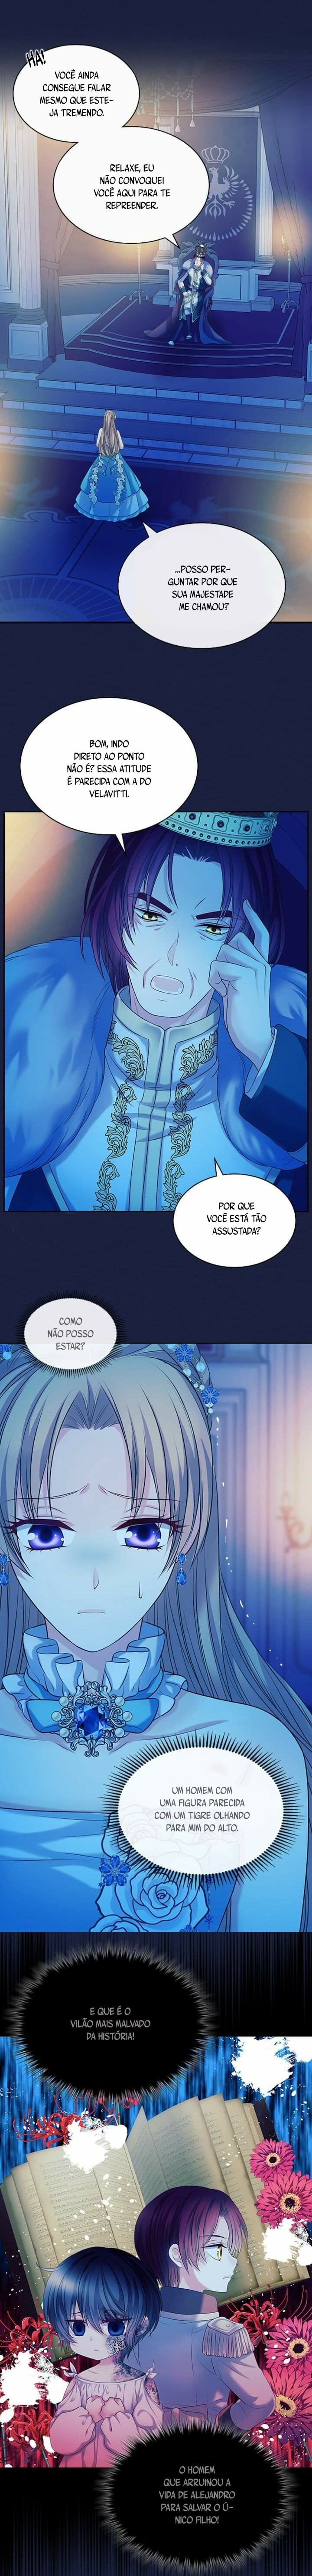 HA!
VOCÊ AINDA
CONSEGUE FALAR
MESMO QUE ESTE-
JA TREMENDO.
RELAXE, EU
NÃO CONVOQUEI
VOCÊ AQUI PARA TE
REPREENDER.
...POSSO PER-
GUNTAR POR QUE
SUA MAJESTADE
ME CHAMOU?
BOM, INDO
DIRETO AO PONTO
NÃO É? ESSA ATITUDE
É PARECIDA COM A DO
VELAVITTI.
POR QUE
VOCÊ ESTÁ TÃO
ASSUSTADA?
COMO
NÃO POSSO
ESTAR?
UM HOMEM COM
UMA FIGURA PARECIDA
COM UM TIGRE OLHANDO
PARA MIM DO ALTO.
E QUE É O
VILÃO MAIS MALVADO
DA HISTÓRIA!
O HOMEM
QUE ARRUINOU A
VIDA DE ALEJANDRO
PARA SALVAR O Ú-
NICO FILHO!